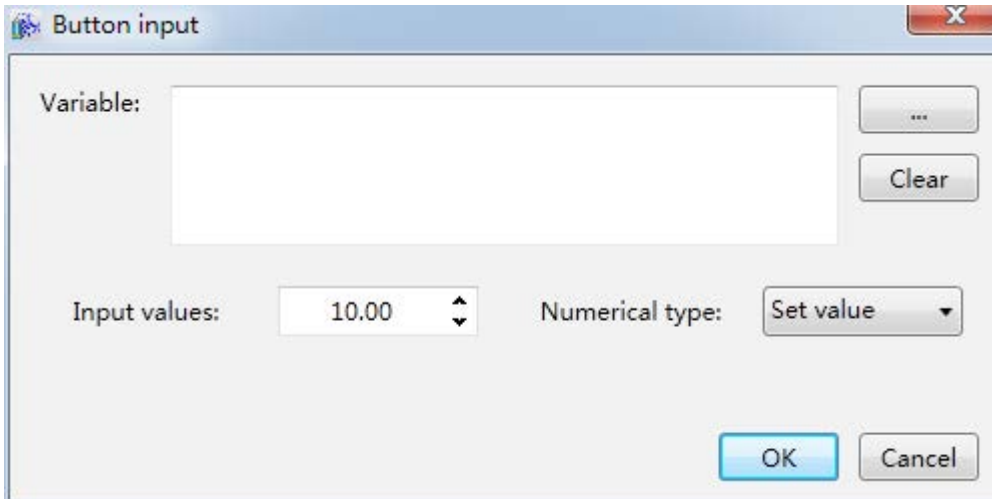 Button input
Variable:
...
Clear
Input values:
10.00
Numerical type:
Set value
OK
Cancel